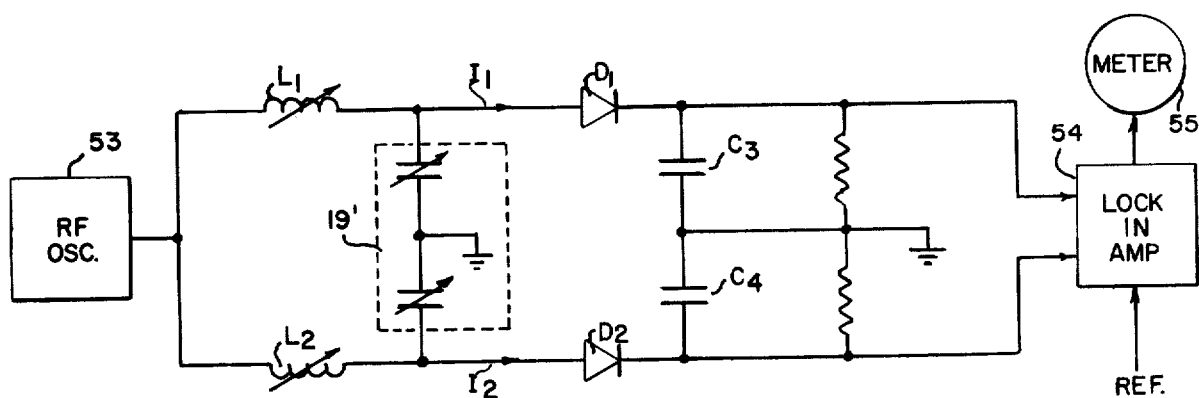 METER
55
L1
I1
D1
53
54
RF
OSC.
C3
LOCK
IN
AMP
19'
C4
L2
D2
I2
REF.